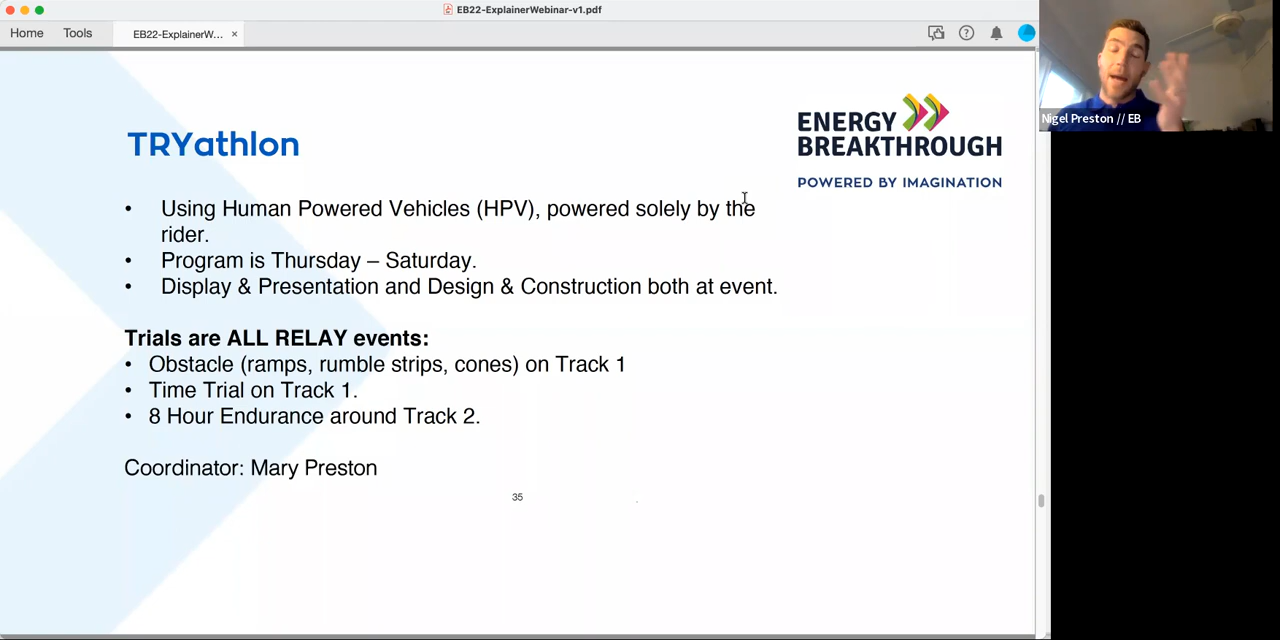 EB22-ExplainerWebinar-v1.pdf
Home
Tools
EB22-ExplainerW...
Nigel Preston // EB
ENERGY
BREAKTHROUGH
POWERED BY IMAGINATION
TRYathlon
• Using Human Powered Vehicles (HPV), powered solely by the
rider.
• Program is Thursday – Saturday.
• Display & Presentation and Design & Construction both at event.
Trials are ALL RELAY events:
• Obstacle (ramps, rumble strips, cones) on Track 1
• Time Trial on Track 1.
• 8 Hour Endurance around Track 2.
Coordinator: Mary Preston
35